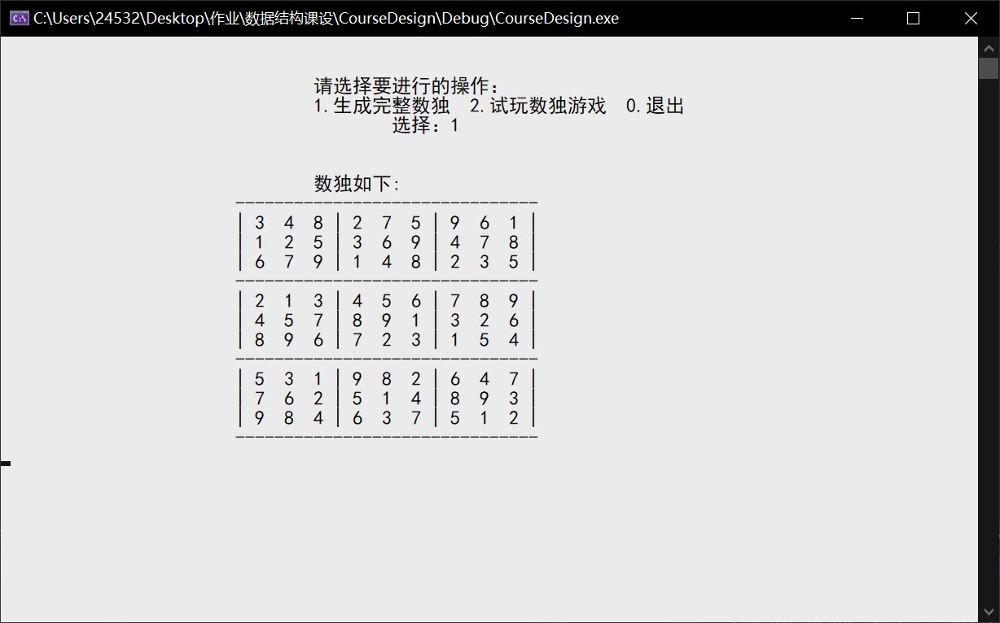 C:\Users\24532\Desktop\作业\数据结构课设\CourseDesign\Debug\CourseDesign.exe
请选择要进行的操作:
1.生成完整数独 2.试玩数独游戏 0.退出
选择: 1
数独如下:
-------------------------------
| 3 4 8 | 2 7 5 | 9 6 1 |
| 1 2 5 | 3 6 9 | 4 7 8 |
| 6 7 9 | 1 4 8 | 2 3 5 |
-------------------------------
| 2 1 3 | 4 5 6 | 7 8 9 |
| 4 5 7 | 8 9 1 | 3 2 6 |
| 8 9 6 | 7 2 3 | 1 5 4 |
-------------------------------
| 5 3 1 | 9 8 2 | 6 4 7 |
| 7 6 2 | 5 1 4 | 8 9 3 |
| 9 8 4 | 6 3 7 | 5 1 2 |
-------------------------------